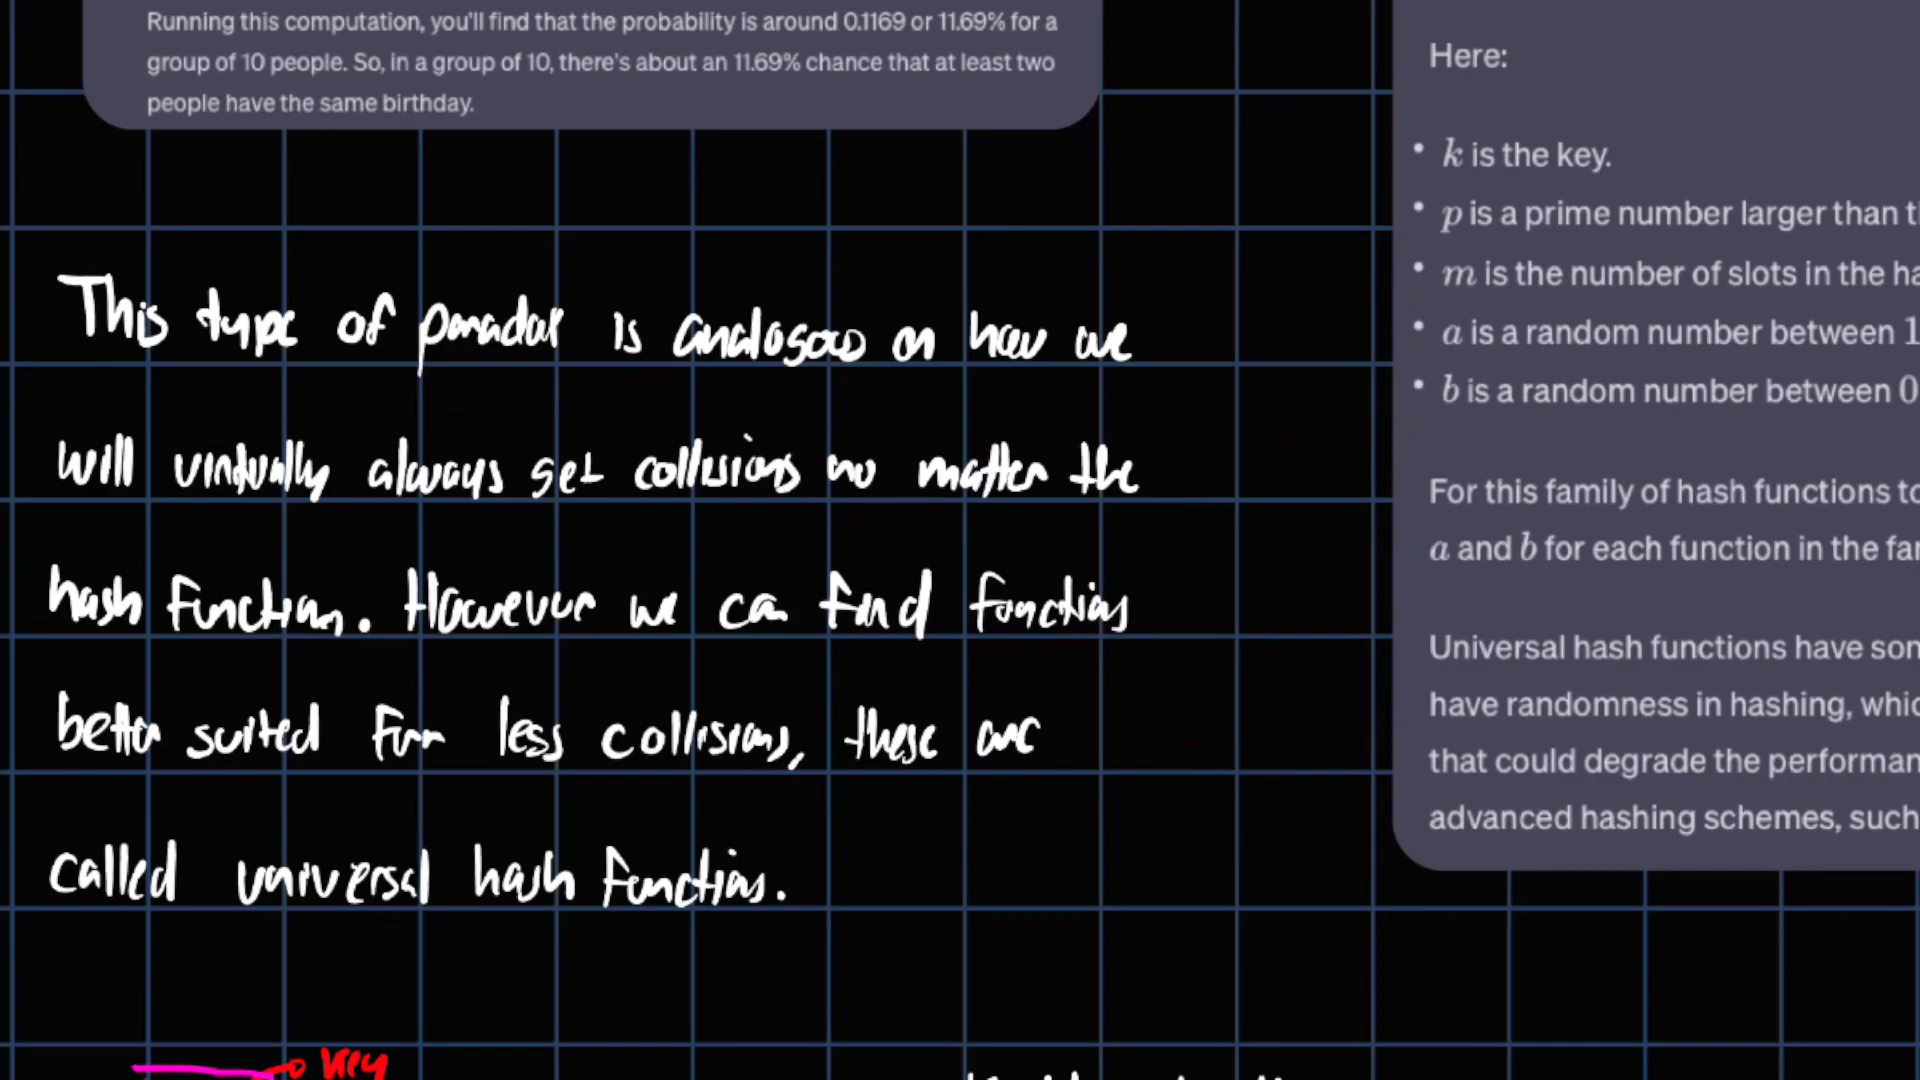 Running this computation, you'll find that the probability is around 0.1169 or 11.69% for a
group of 10 people. So, in a group of 10, there's about an 11.69% chance that at least two
people have the same birthday.
This type of paradox is analogous on how we
will virtually always get collisions no matter the
hash function. However we can find functions
better suited for less collisions, these are
called universal hash functions.
key
Here:
• k is the key.
• p is a prime number larger than
• m is the number of slots in the
• a is a random number between 1
• b is a random number between 0
For this family of hash functions
a and b for each function in the
Universal hash functions have
have randomness in hashing,
that could degrade the
advanced hashing schemes, such